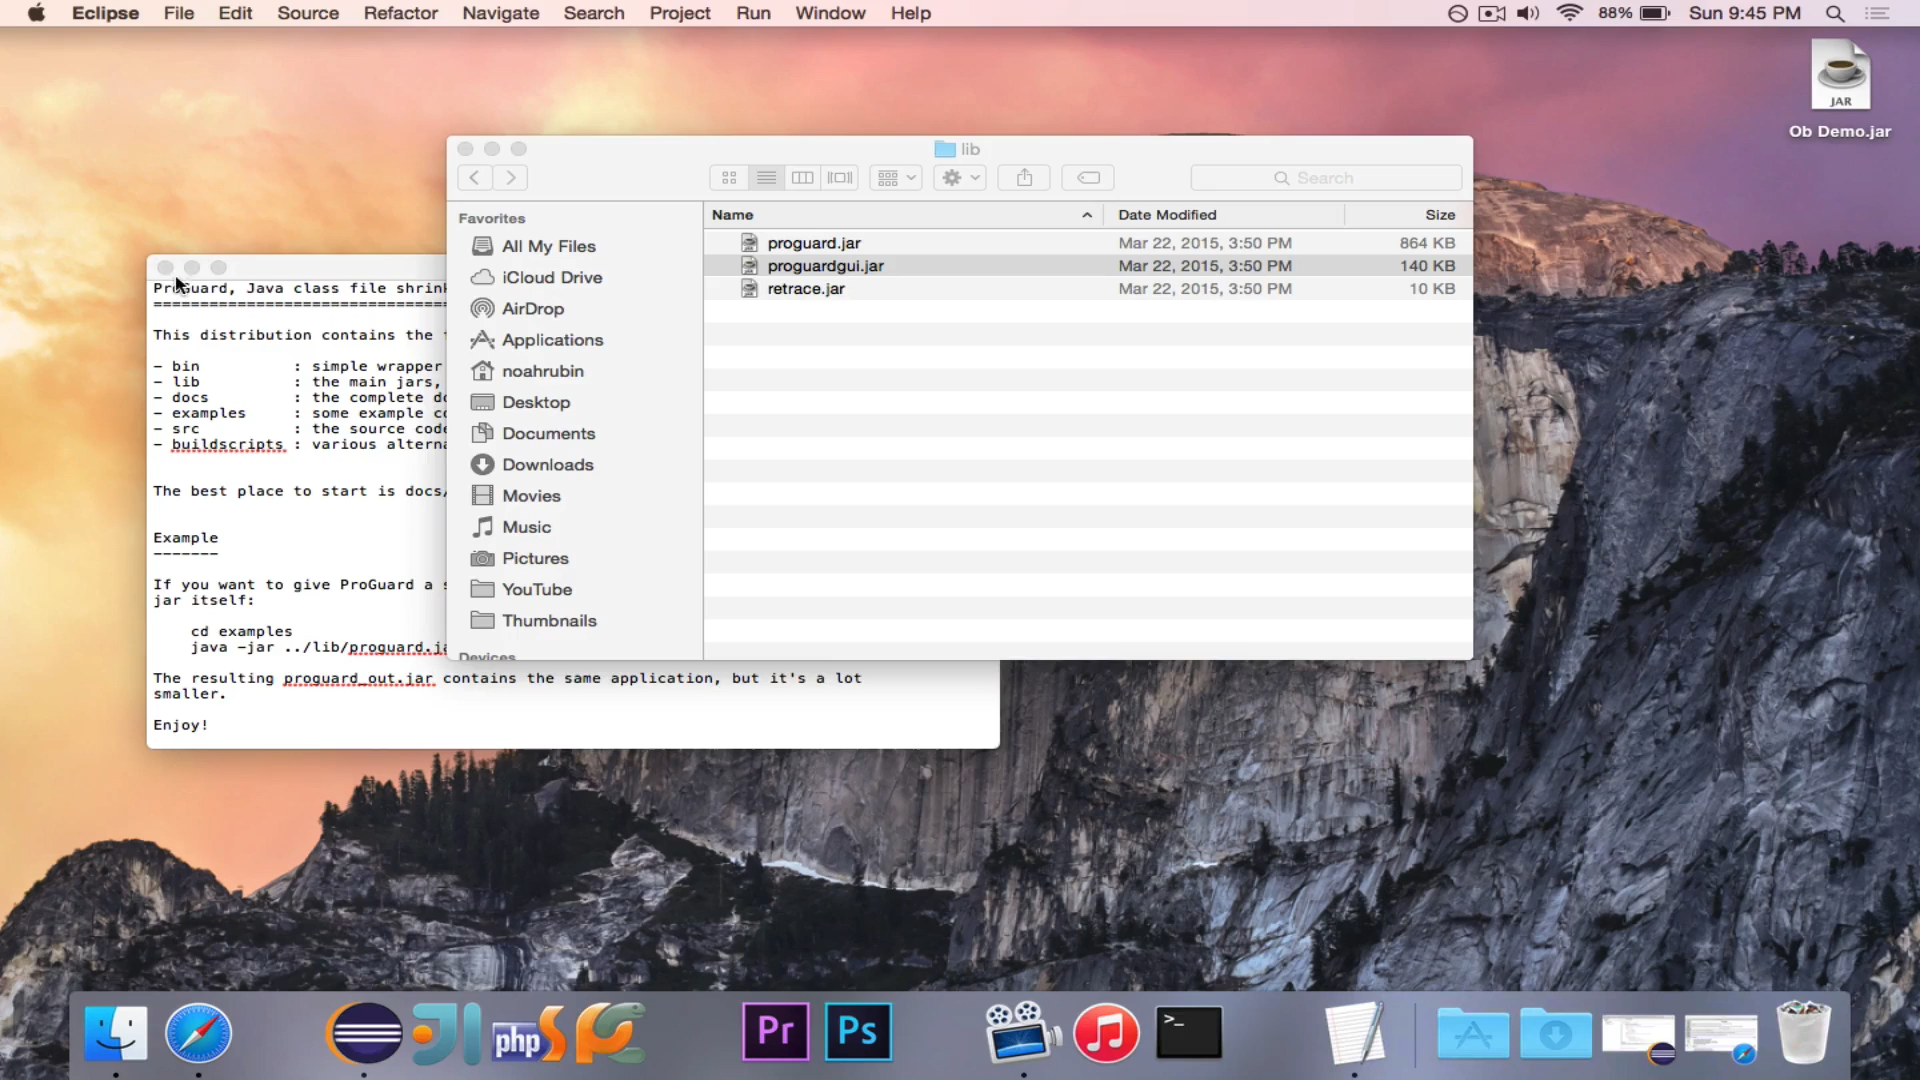 Eclipse File Edit Source Refactor Navigate Search Project Run Window Help 88% Sun 9:45 PM
JAR
Ob Demo.jar
lib
Search
Favorites
All My Files
iCloud Drive
AirDrop
Applications
noahrubin
Desktop
Documents
Downloads
Movies
Music
Pictures
YouTube
Thumbnails
Devices
Name Date Modified Size
proguard.jar Mar 22, 2015, 3:50 PM 864 KB
proguardgui.jar Mar 22, 2015, 3:50 PM 140 KB
retrace.jar Mar 22, 2015, 3:50 PM 10 KB
ProGuard, Java class file shrink
================================
This distribution contains the
- bin : simple wrapper
- lib : the main jars,
- docs : the complete do
- examples : some example co
- src : the source code
- buildscripts : various alterna
The best place to start is docs/
Example
-------
If you want to give ProGuard a s
jar itself:
cd examples
java -jar ../lib/proguard.ja
The resulting proguard_out.jar contains the same application, but it's a lot
smaller.
Enjoy!
php
Pr
Ps
>_